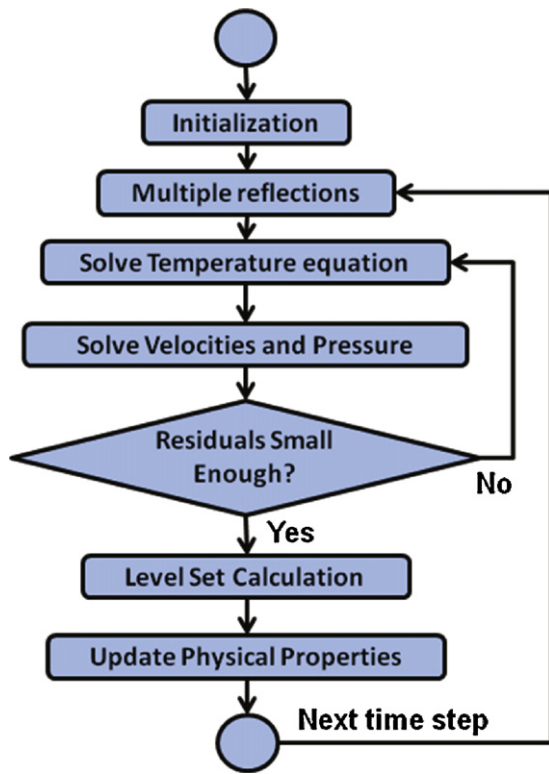 Initialization
Multiple reflections
Solve Temperature equation
Solve Velocities and Pressure
Residuals Small
Enough?
No
Yes
Level Set Calculation
Update Physical Properties
Next time step